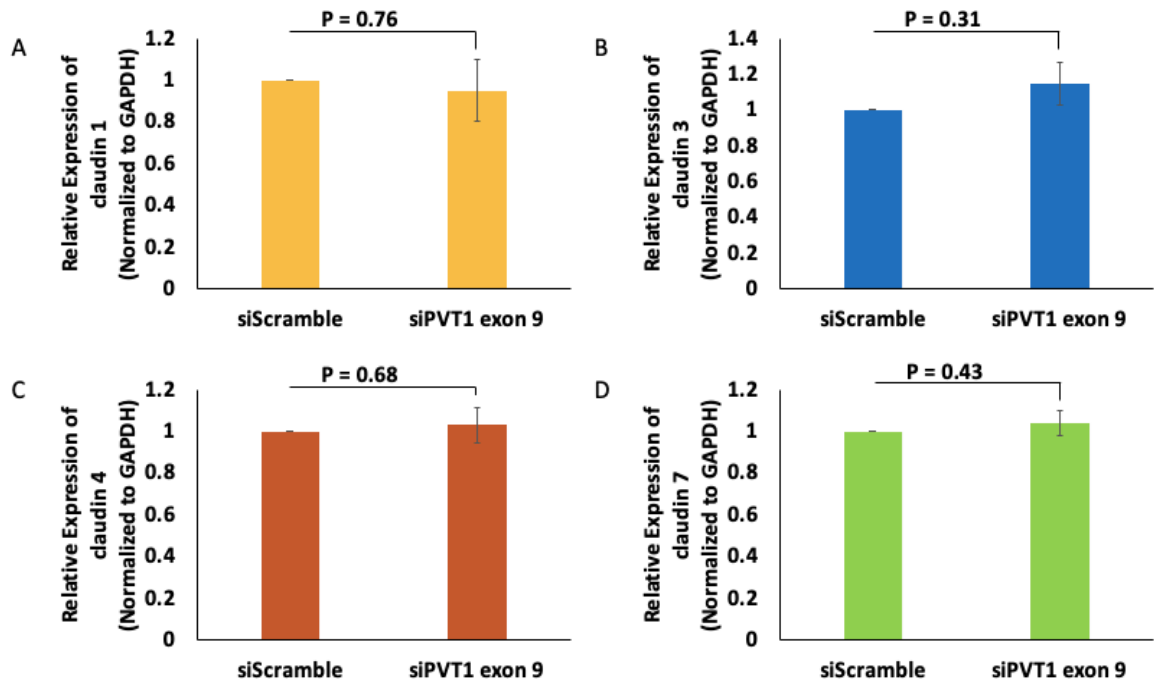 A
P = 0.76
Relative Expression of
claudin 1
(Normalized to GAPDH)
1.2
1
0.8
0.6
0.4
0.2
0
siScramble
siPVT1 exon 9
B
P = 0.31
Relative Expression of
claudin 3
(Normalized to GAPDH)
1.4
1.2
1
0.8
0.6
0.4
0.2
0
siScramble
siPVT1 exon 9
C
P = 0.68
Relative Expression of
claudin 4
(Normalized to GAPDH)
1.2
1
0.8
0.6
0.4
0.2
0
siScramble
siPVT1 exon 9
D
P = 0.43
Relative Expression of
claudin 7
(Normalized to GAPDH)
1.2
1
0.8
0.6
0.4
0.2
0
siScramble
siPVT1 exon 9